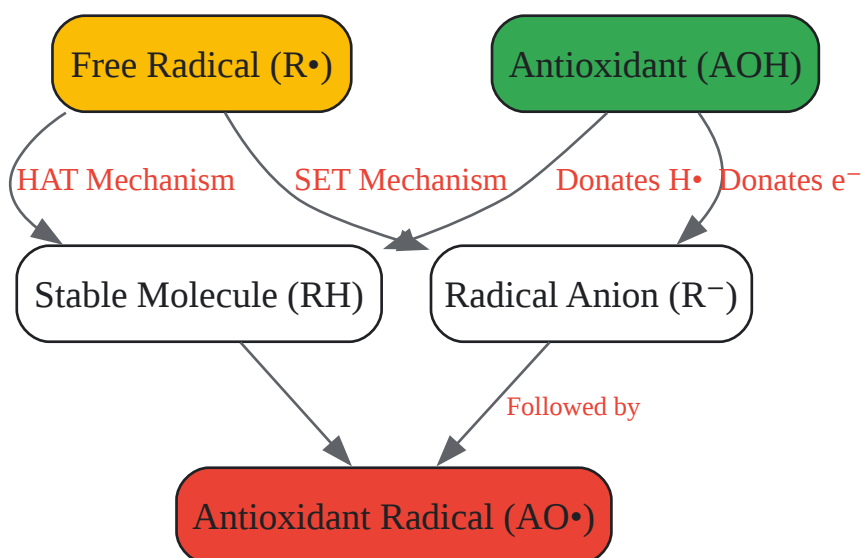 Free Radical (R•)
Antioxidant (AOH)
HAT Mechanism
SET Mechanism
Donates H•
Donates e⁻
Stable Molecule (RH)
Radical Anion (R⁻)
Followed by
Antioxidant Radical (AO•)